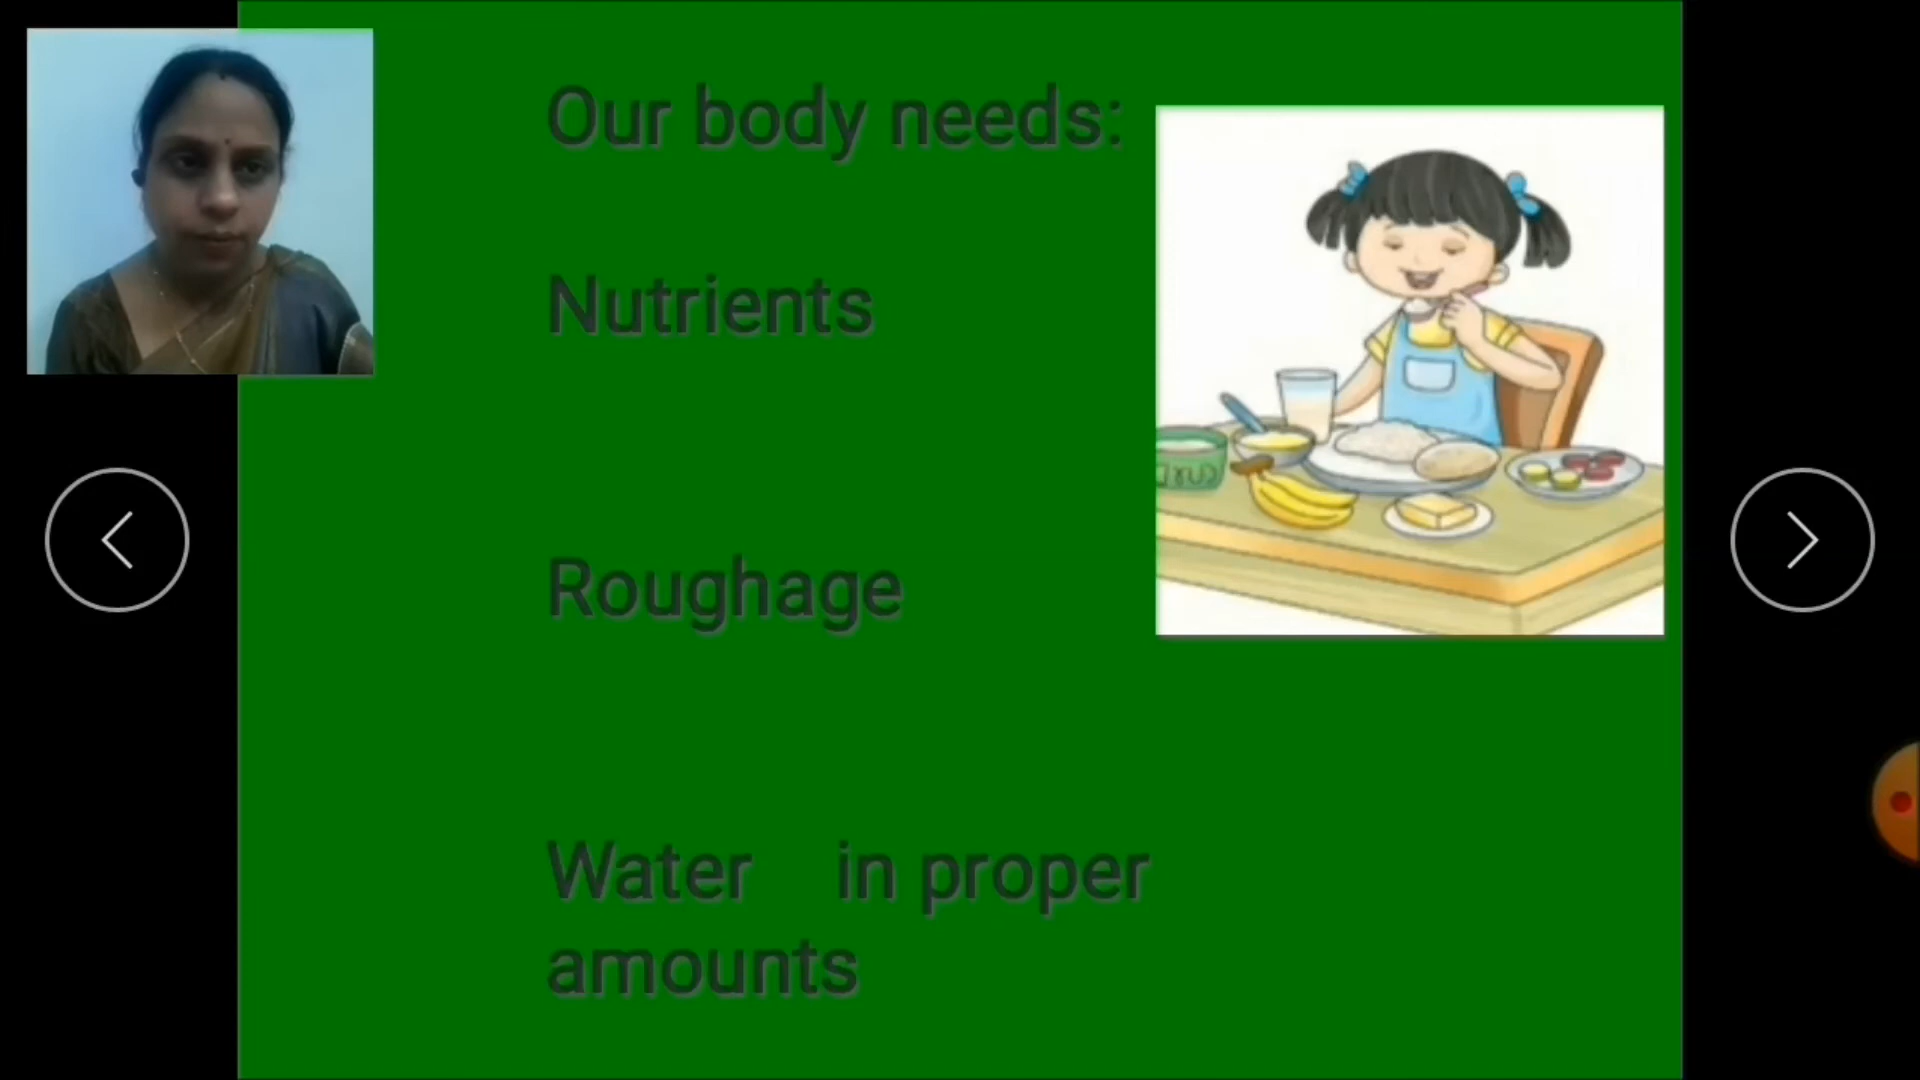 Our body needs:
Nutrients
Roughage
Water in proper
amounts